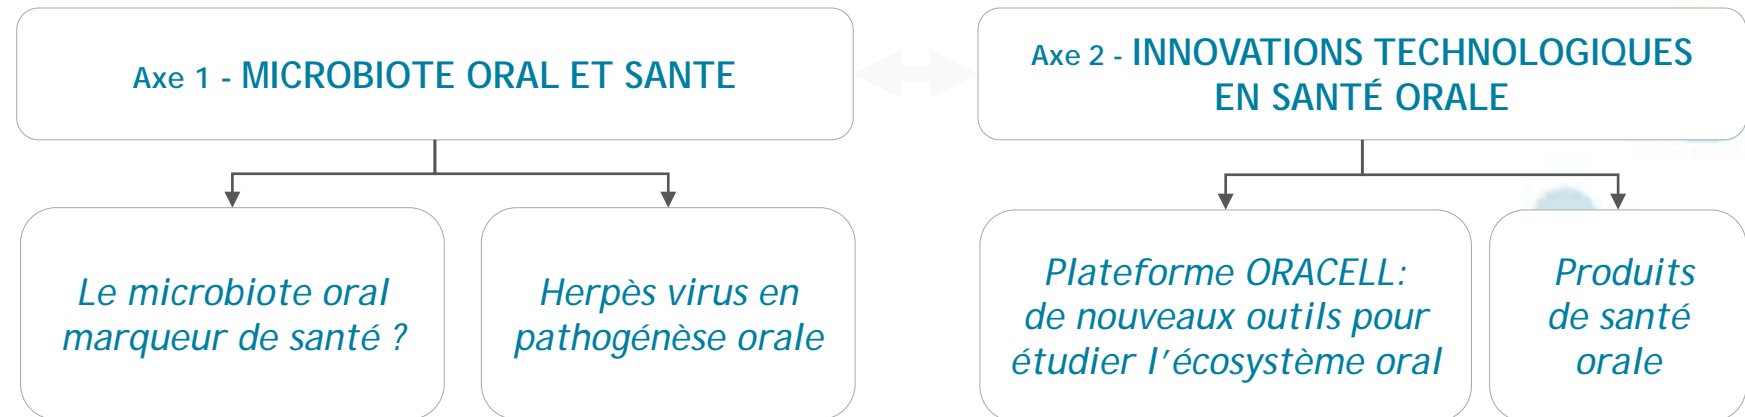 Axe 1 - MICROBIOTE ORAL ET SANTE
Axe 2 - INNOVATIONS TECHNOLOGIQUES
EN SANTÉ ORALE
Le microbiote oral
marqueur de santé ?
Herpès virus en
pathogénèse orale
Plateforme ORACELL:
de nouveaux outils pour
étudier l’écosystème oral
Produits
de santé
orale